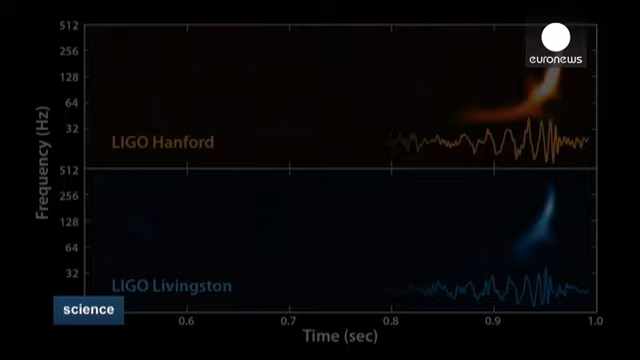 512
euronews
256
128
64
Frequency (Hz)
32
LIGO Hanford
512
256
128
64
32
LIGO Livingston
science
0.6 0.7 0.8 0.9 1.0
Time (sec)